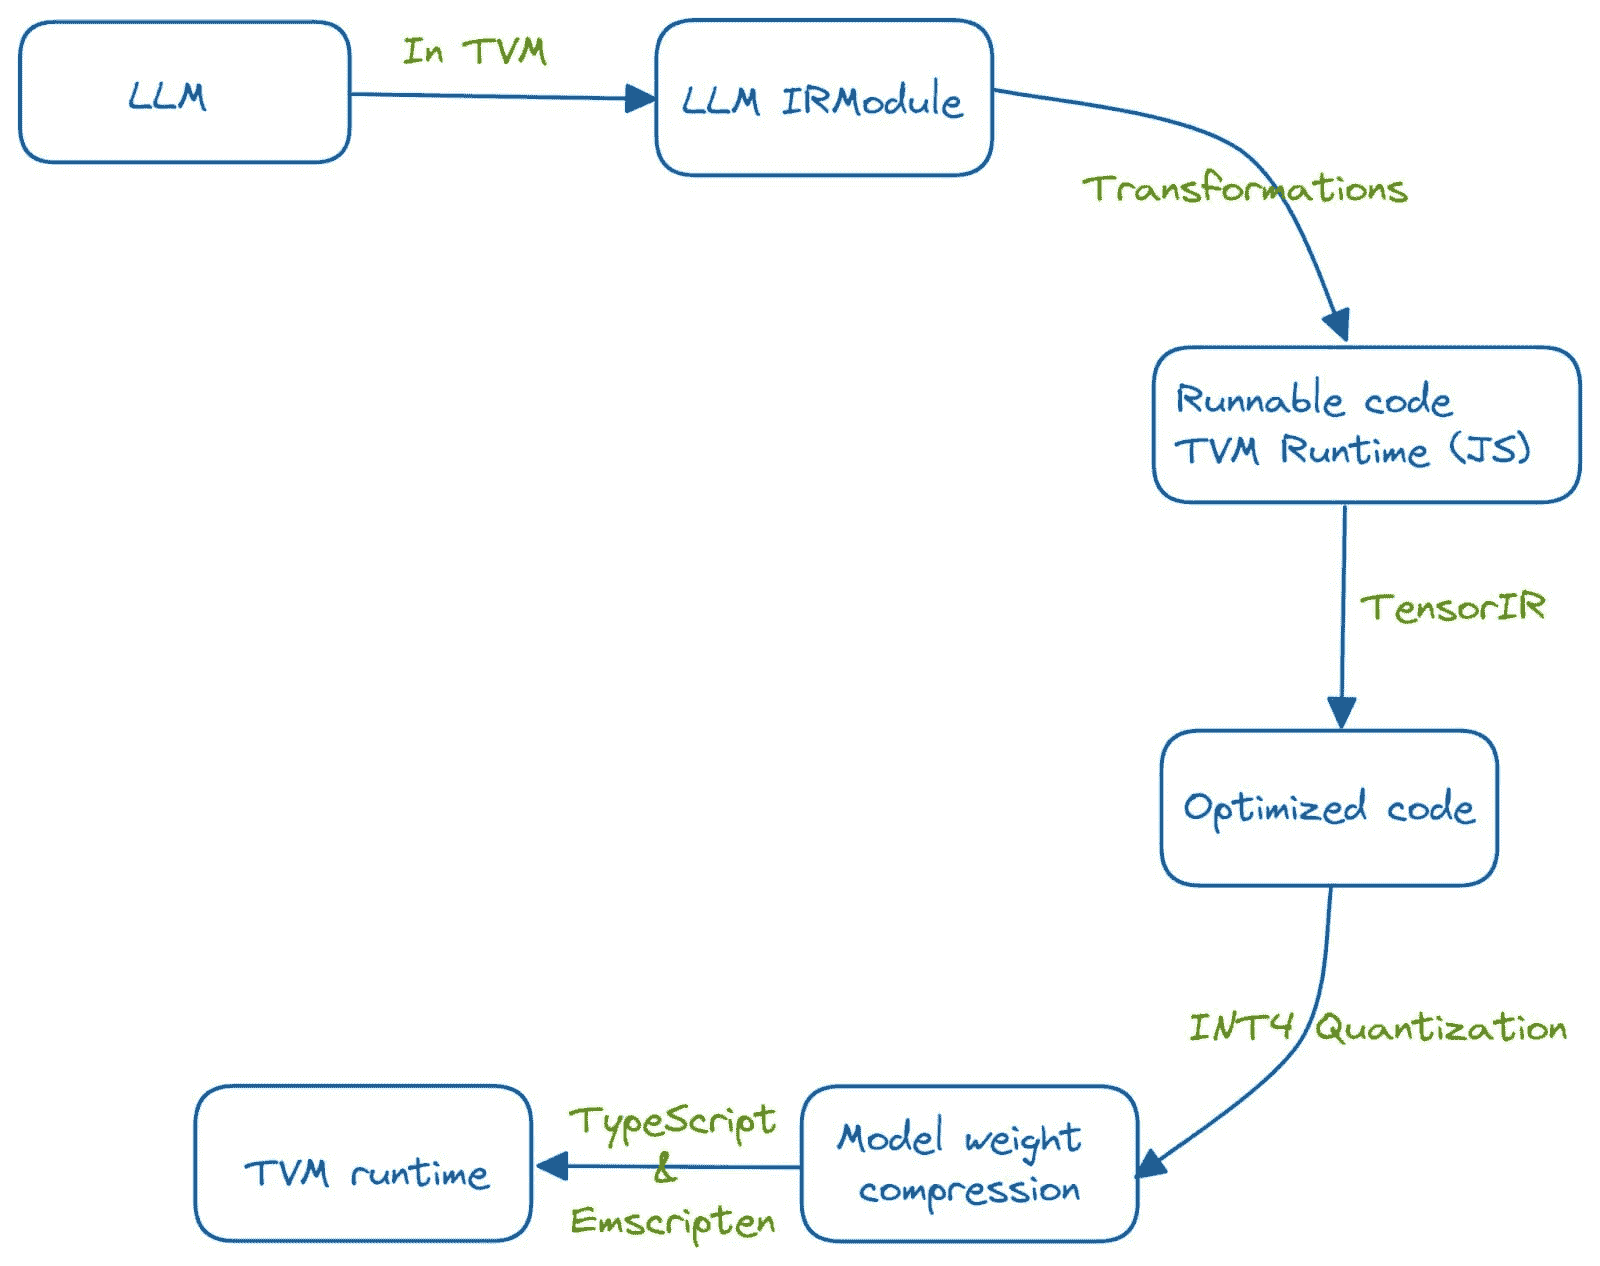 LLM
In TVM
LLM IRModule
Transformations
Runnable code
TVM Runtime (JS)
TensorIR
Optimized code
INT4 Quantization
Model weight
compression
TypeScript
&
Emscripten
TVM runtime